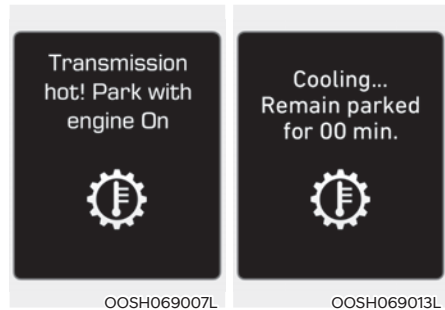 Transmission
hot! Park with
engine On
OOSH069007L
Cooling...
Remain parked
for 00 min.
OOSH069013L